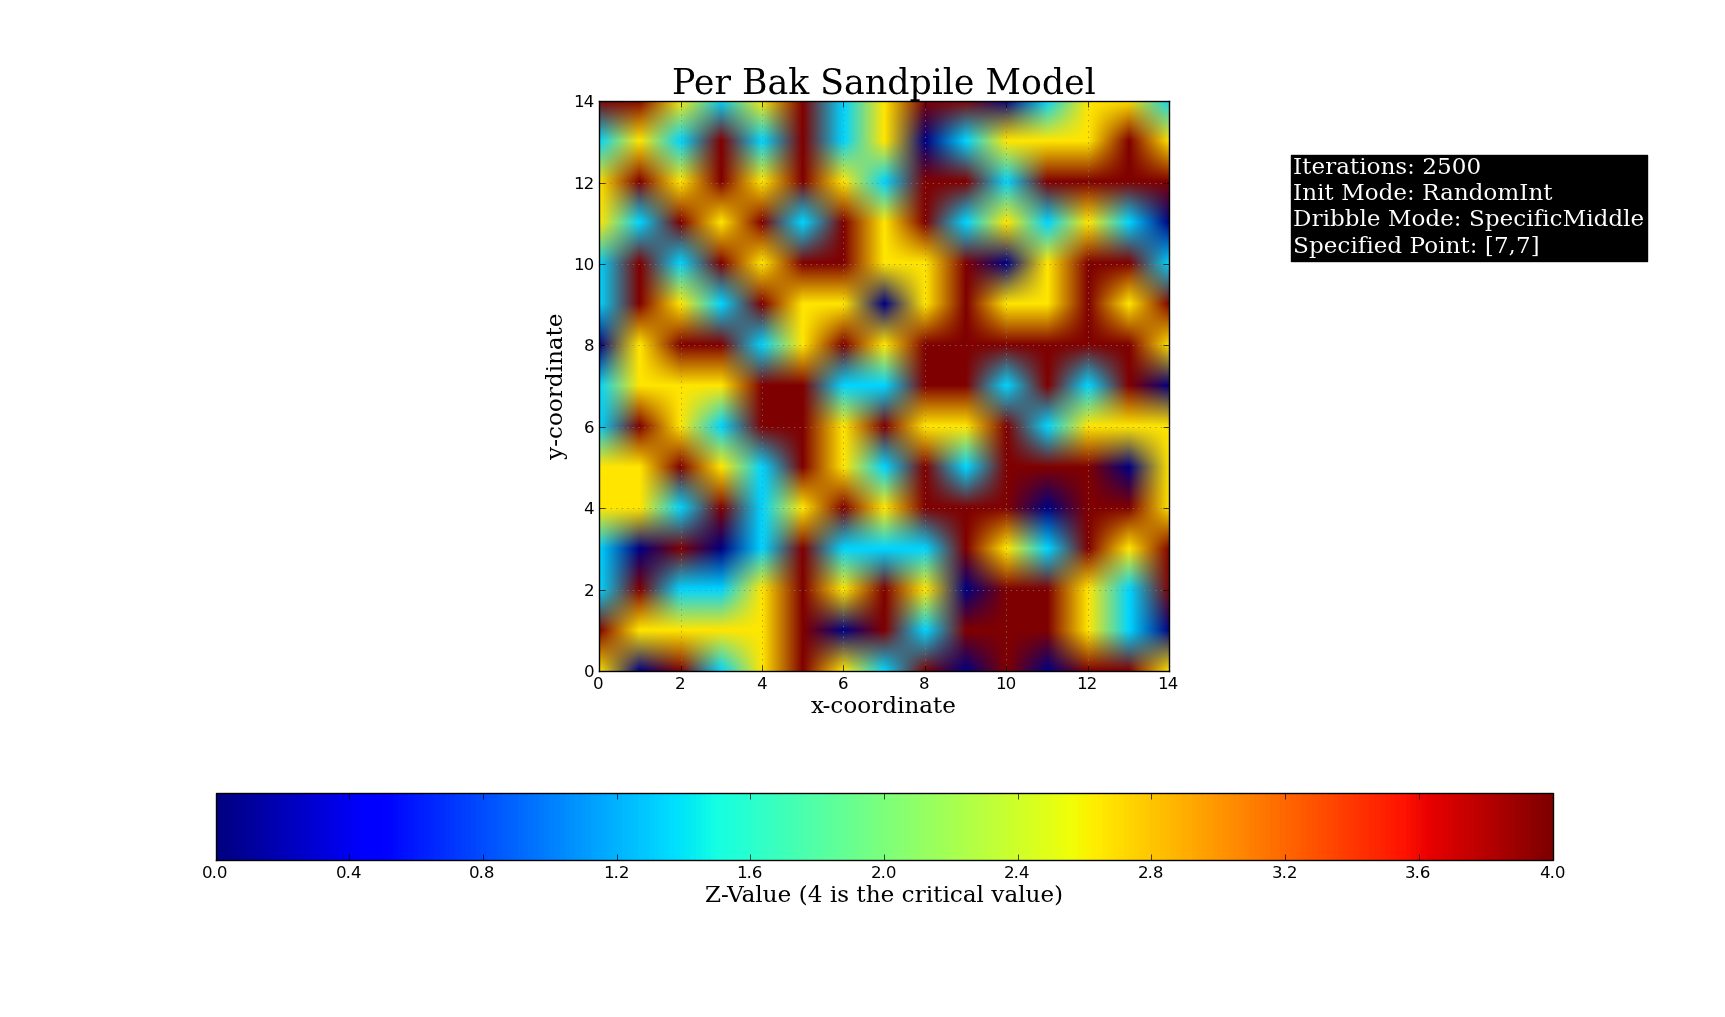 Per Bak Sandpile Model
14
12
10
8
6
4
2
0
y-coordinate
0 2 4 6 8 10 12 14
x-coordinate
Iterations: 2500
Init Mode: RandomInt
Dribble Mode: SpecificMiddle
Specified Point: [7,7]
0.0 0.4 0.8 1.2 1.6 2.0 2.4 2.8 3.2 3.6 4.0
Z-Value (4 is the critical value)